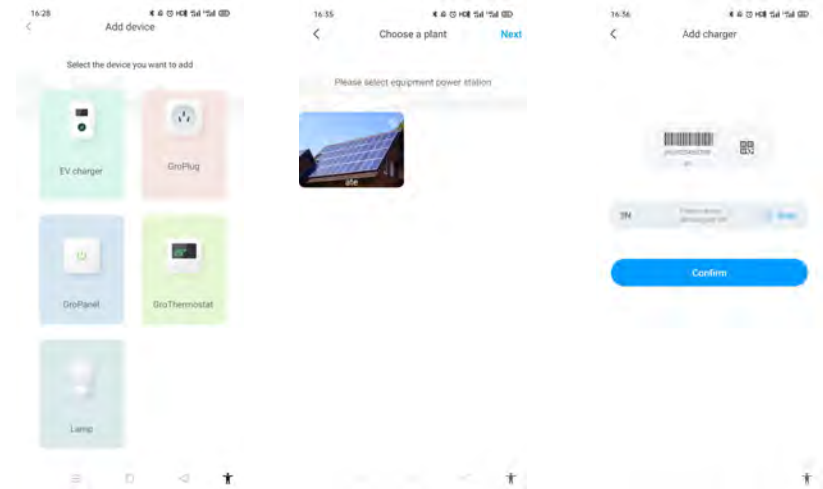 16:28
Add device
Select the device you want to add
EV charger
GroPlug
GroPanel
GroThermostat
Lamp
16:35
Choose a plant
Next
Please select equipment power station
ate
16:36
Add charger
SN
Confirm